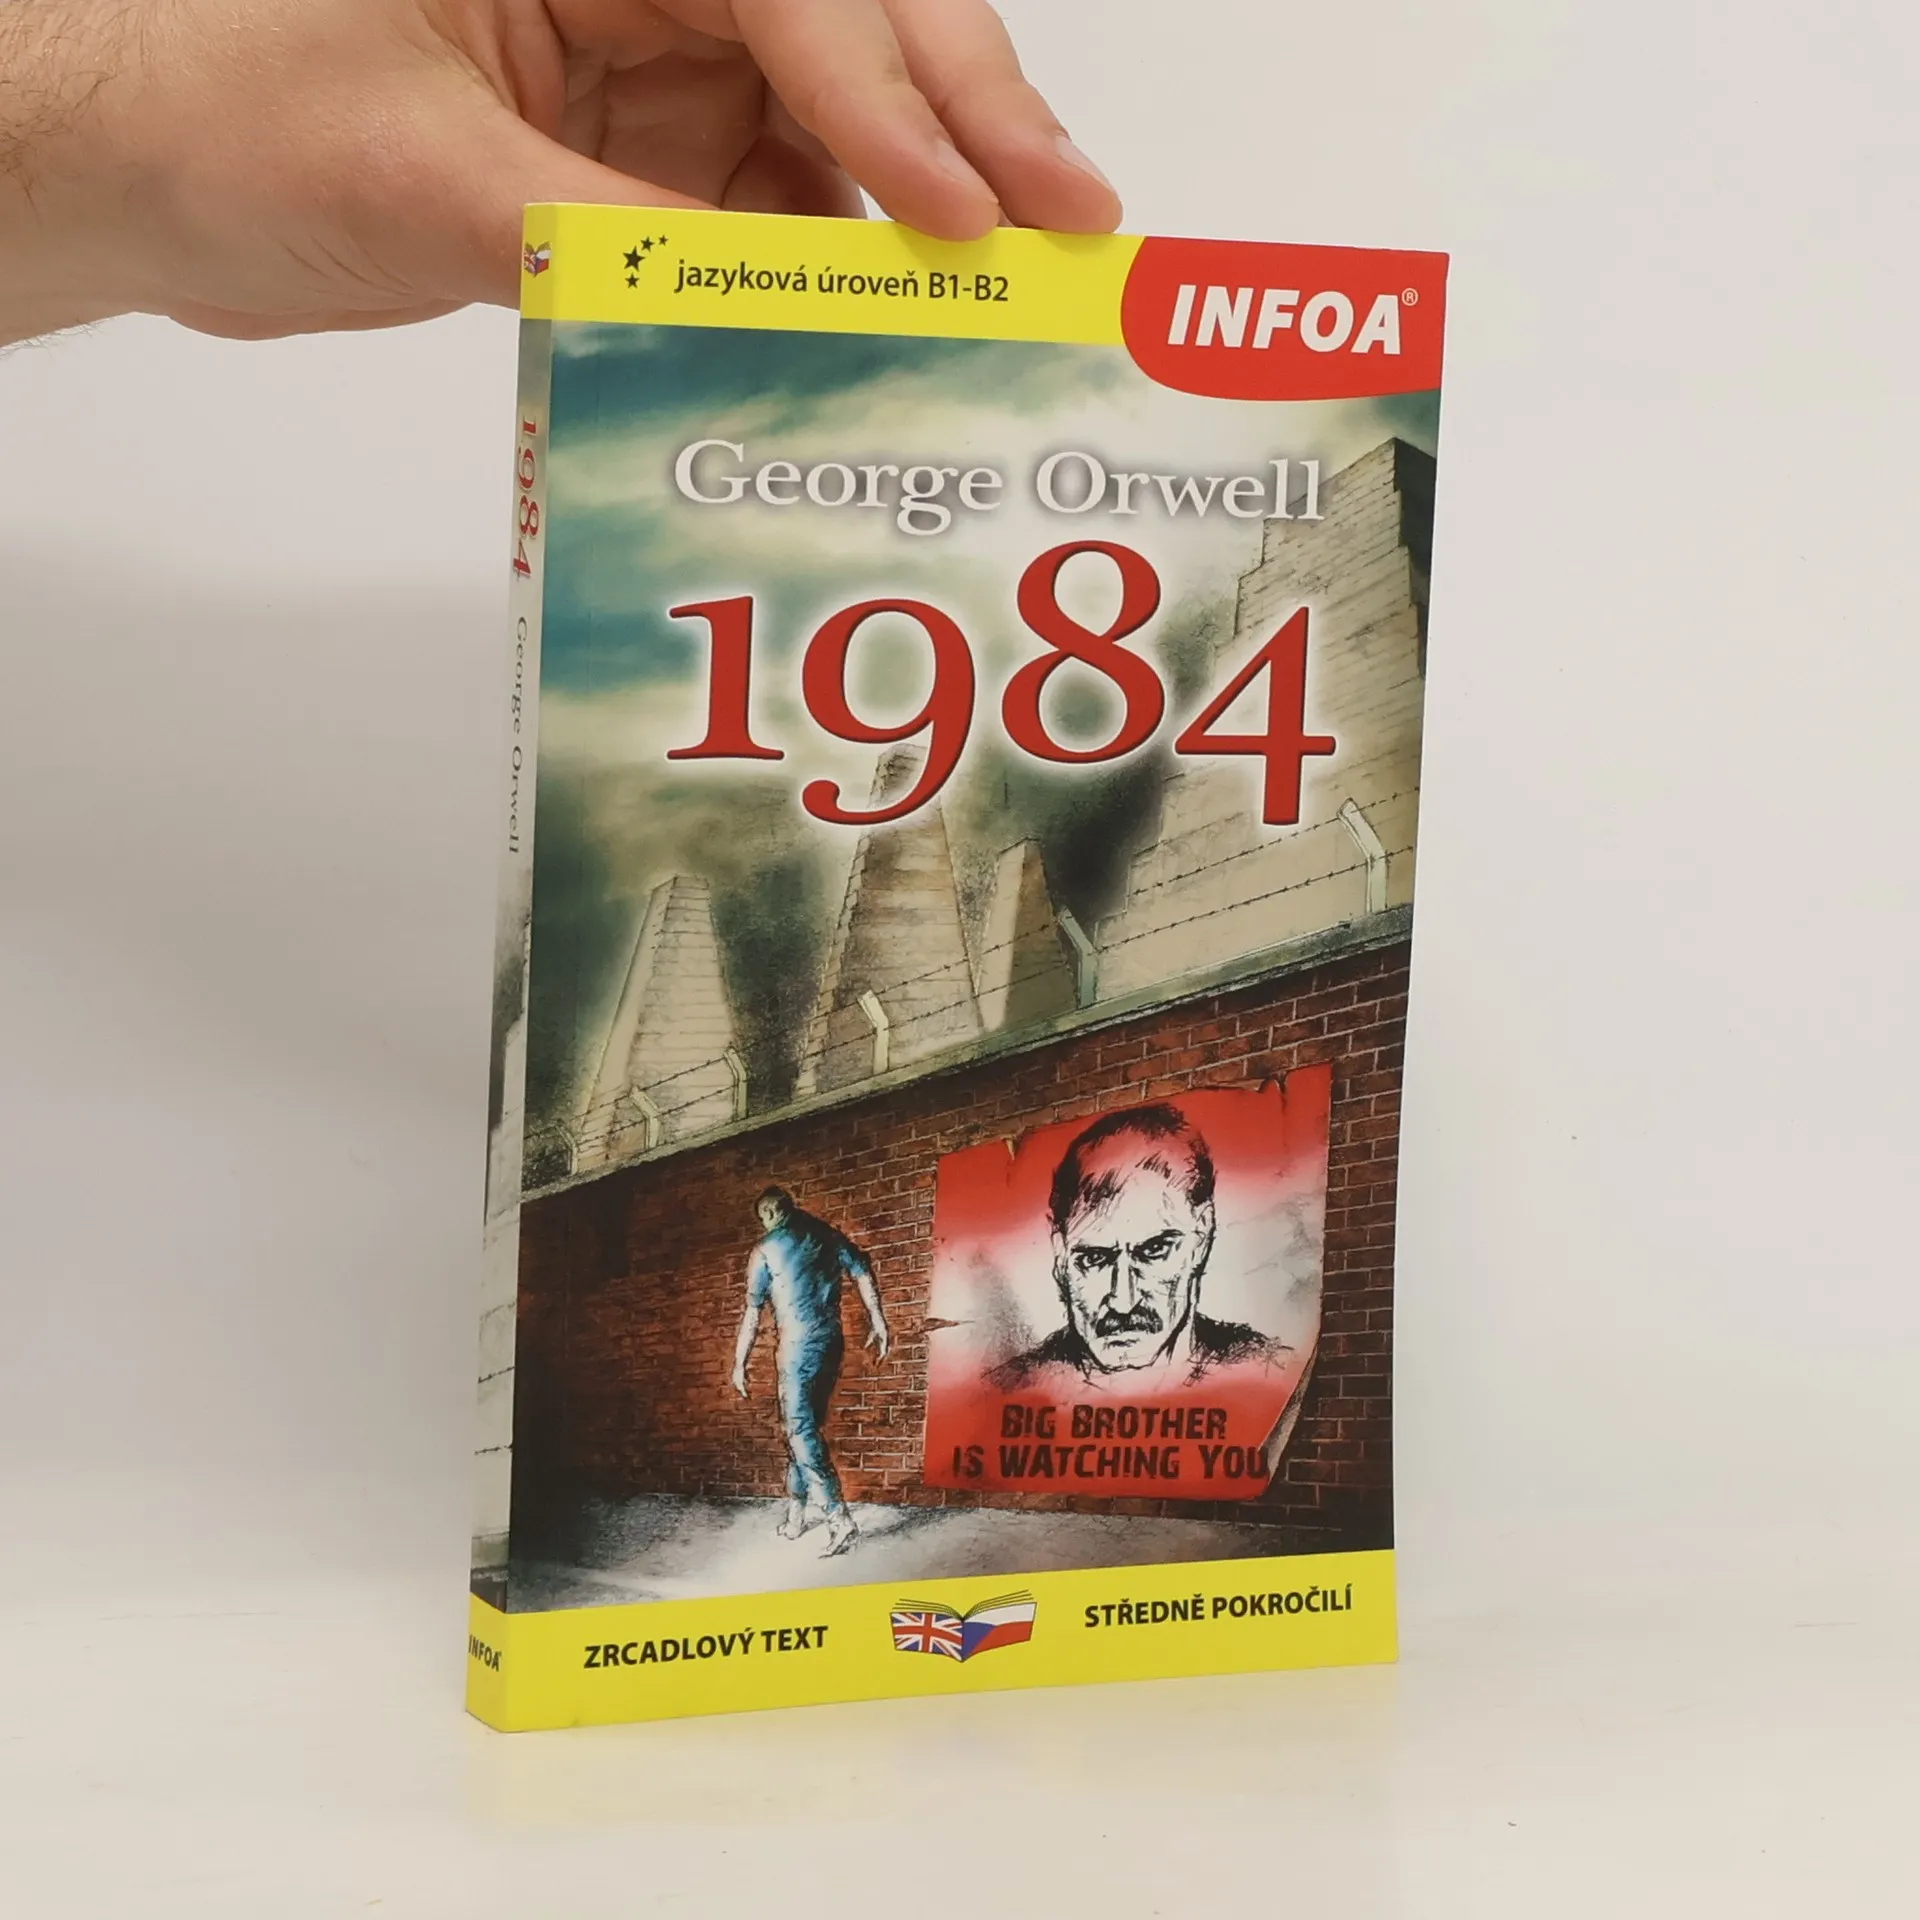 jazyková úroveň B1-B2
INFOA®
George Orwell
1984
BIG BROTHER
IS WATCHING YOU
ZRCADLOVÝ TEXT
STŘEDNĚ POKROČILÍ
1984 George Orwell
INFOA®